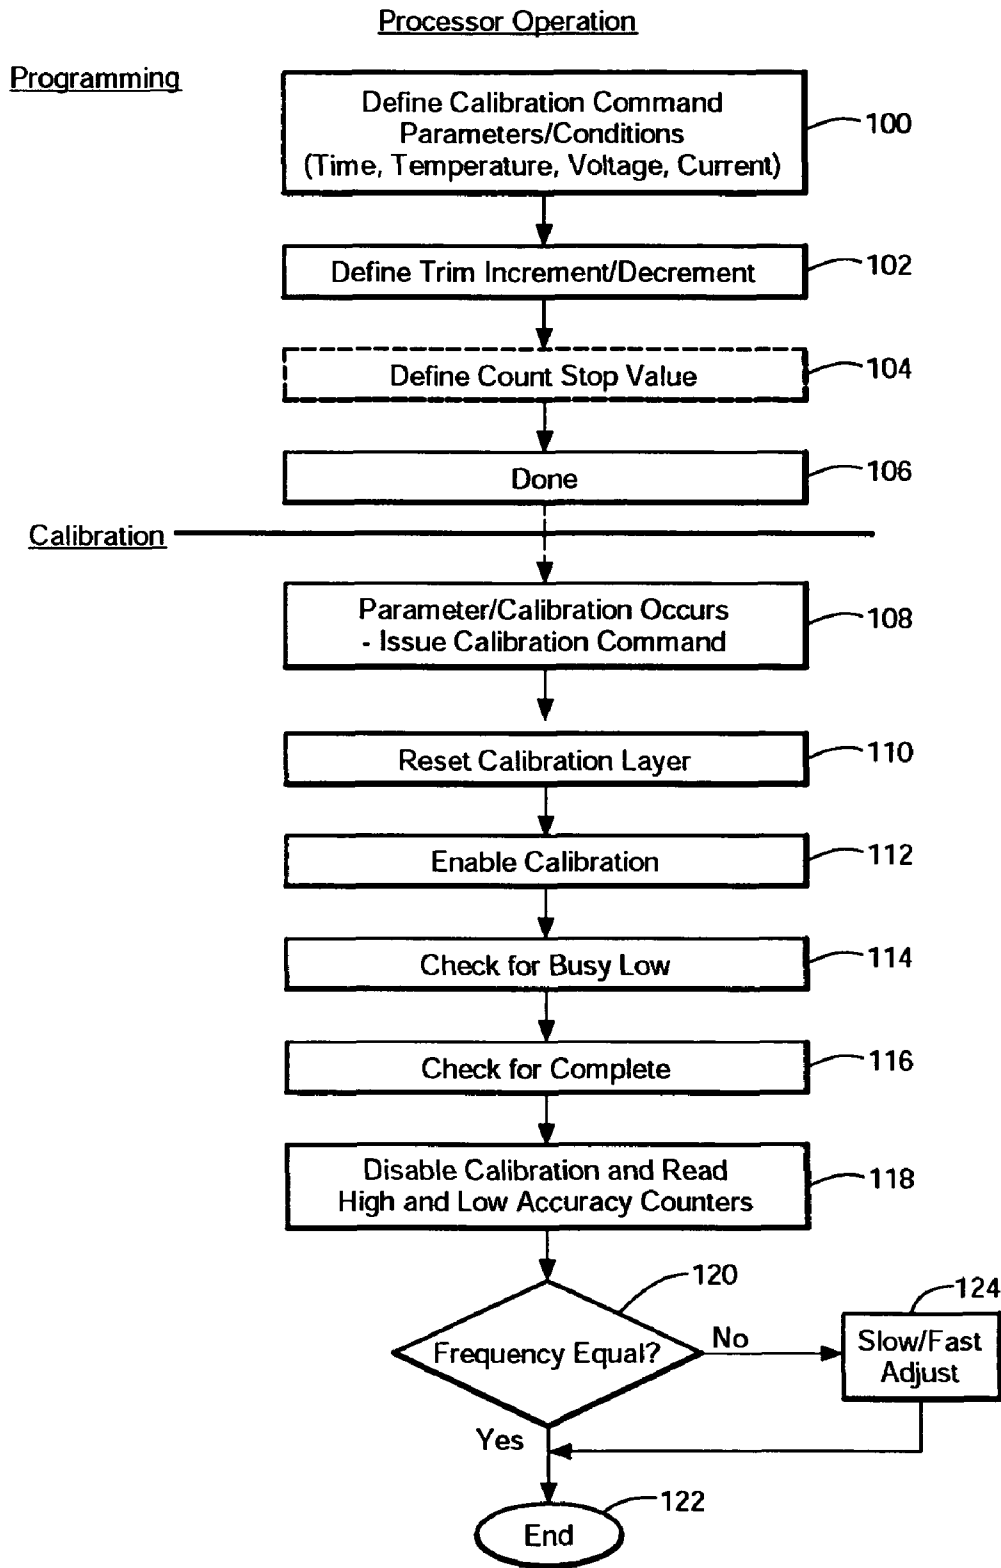 Processor Operation
Programming
Define Calibration Command
Parameters/Conditions
(Time, Temperature, Voltage, Current)
100
Define Trim Increment/Decrement
102
Define Count Stop Value
104
Done
106
Calibration
Parameter/Calibration Occurs
- Issue Calibration Command
108
Reset Calibration Layer
110
Enable Calibration
112
Check for Busy Low
114
Check for Complete
116
Disable Calibration and Read
High and Low Accuracy Counters
118
Frequency Equal?
120
No
Slow/Fast
Adjust
124
Yes
End
122